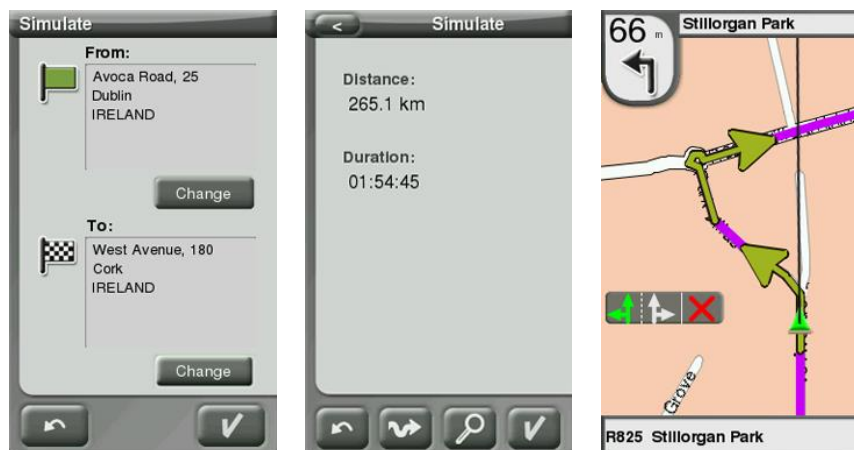 Simulate
From:
Avoca Road, 25
Dublin
IRELAND
Change
To:
West Avenue, 180
Cork
IRELAND
Change
<
Simulate
Distance:
265.1 km
Duration:
01:54:45
66 m
Stillorgan Park
Grove
R825 Stillorgan Park